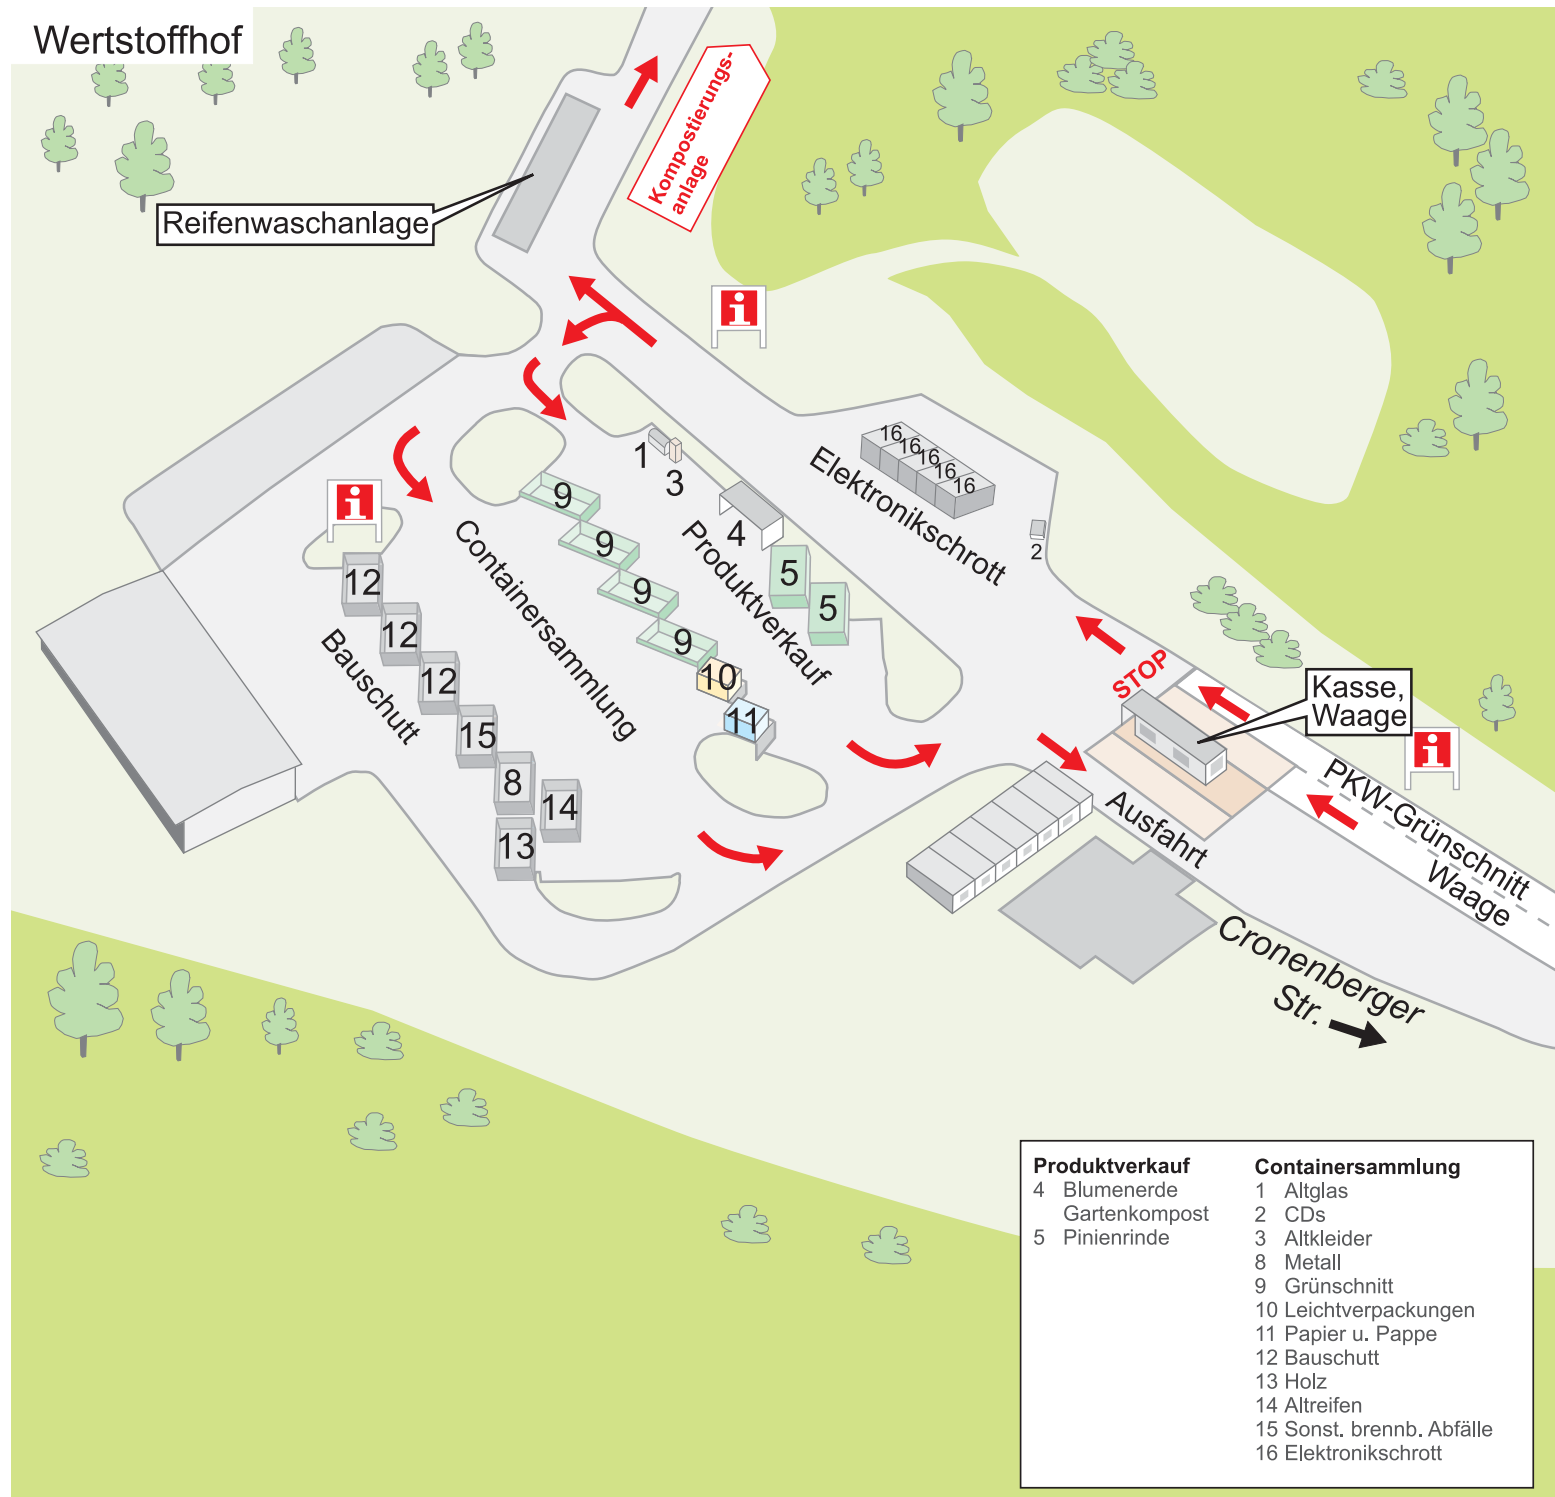 Wertstoffhof
Kompostierungs-
anlage
Reifenwaschanlage
i
i
1
3
16
16
16
16
16
Elektronikschrott
2
4
5
5
Produktverkauf
9
9
9
9
10
11
Containersammlung
12
12
12
15
8
14
13
Bauschutt
STOP
Kasse,
Waage
i
PKW-Grünschnitt
Waage
Ausfahrt
Cronenberger
Str.
Produktverkauf
4 Blumenerde
Gartenkompost
5 Pinienrinde
Containersammlung
1 Altglas
2 CDs
3 Altkleider
8 Metall
9 Grünschnitt
10 Leichtverpackungen
11 Papier u. Pappe
12 Bauschutt
13 Holz
14 Altreifen
15 Sonst. brennb. Abfälle
16 Elektronikschrott